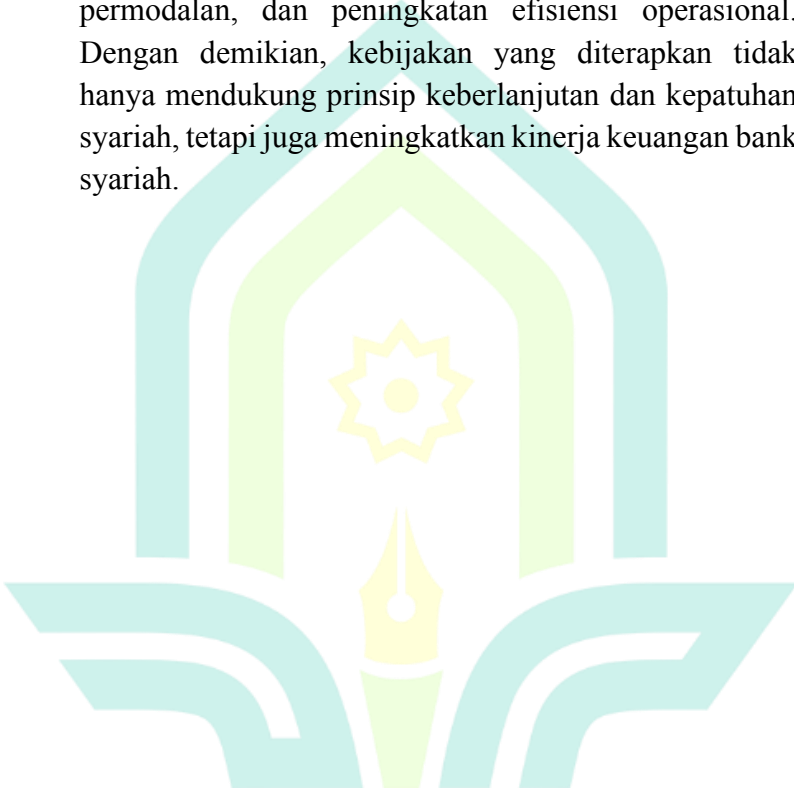 permodalan, dan peningkatan efisiensi operasional.
Dengan demikian, kebijakan yang diterapkan tidak
hanya mendukung prinsip keberlanjutan dan kepatuhan
syariah, tetapi juga meningkatkan kinerja keuangan bank
syariah.